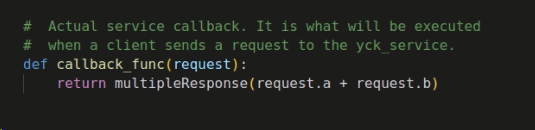 #  Actual service callback. It is what will be executed
#  when a client sends a request to the yck_service.
def callback_func(request):
    return multipleResponse(request.a + request.b)